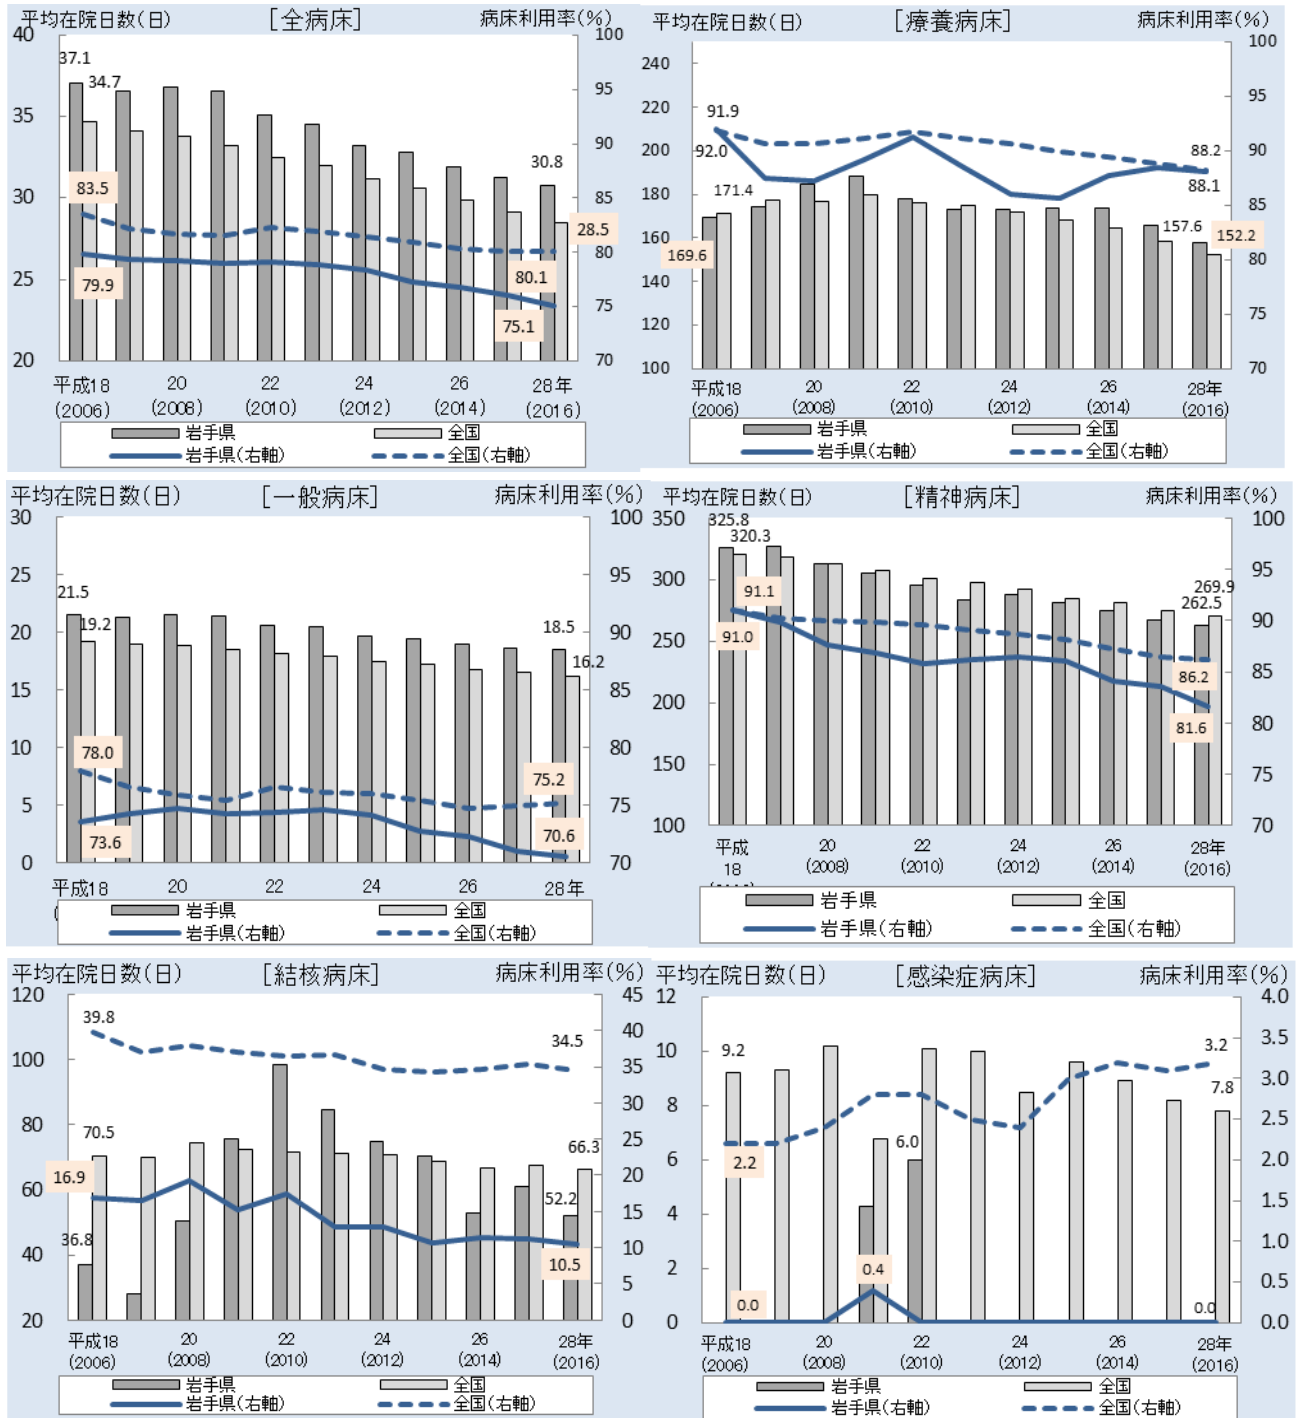 平均在院日数(日) [全病床] 病床利用率(%)
40 100
37.1
34.7 95
35 90
30.8
83.5 85
30
28.5
80
79.9 80.1
25
75.1 75
20 70
平成18 20 22 24 26 28年
(2006) (2008) (2010) (2012) (2014) (2016)
岩手県 全国
岩手県(右軸) 全国(右軸)
平均在院日数(日) [療養病床] 病床利用率(%)
240 100
220 95
91.9
200 90
92.0 88.2
88.1
180 85
171.4
160 157.6 152.2
169.6 80
140 75
120
100 70
平成18 20 22 24 26 28年
(2006) (2008) (2010) (2012) (2014) (2016)
岩手県 全国
岩手県(右軸) 全国(右軸)
平均在院日数(日) [一般病床] 病床利用率(%)
30 100
25 95
21.5 90
20 19.2 18.5
16.2
15 85
10 80
78.0
75.2
5 75
73.6 70.6
0 70
平成18 20 22 24 26 28年
岩手県 全国
岩手県(右軸) 全国(右軸)
平均在院日数(日) [精神病床] 病床利用率(%)
350 100
325.8
320.3 95
300
91.1 269.9
262.5
90
250 91.0
85
200 86.2
81.6 80
150 75
100 70
平成 20 22 24 26 28年
18 (2008) (2010) (2012) (2014) (2016)
岩手県 全国
岩手県(右軸) 全国(右軸)
平均在院日数(日) [結核病床] 病床利用率(%)
120 45
39.8 40
34.5
100 35
30
80
70.5 25
66.3
16.9 20
60
52.2 15
36.8
40 10
10.5
5
20 0
平成18 20 22 24 26 28年
(2006) (2008) (2010) (2012) (2014) (2016)
岩手県 全国
岩手県(右軸) 全国(右軸)
平均在院日数(日) [感染症病床] 病床利用率(%)
12 4.0
3.5
10 9.2 3.2
3.0
7.8
8 2.5
6 6.0 2.0
2.2
4 1.5
1.0
2 0.4
0.5
0.0 0.0
0 0.0
平成18 20 22 24 26 28年
(2006) (2008) (2010) (2012) (2014) (2016)
岩手県 全国
岩手県(右軸) 全国(右軸)